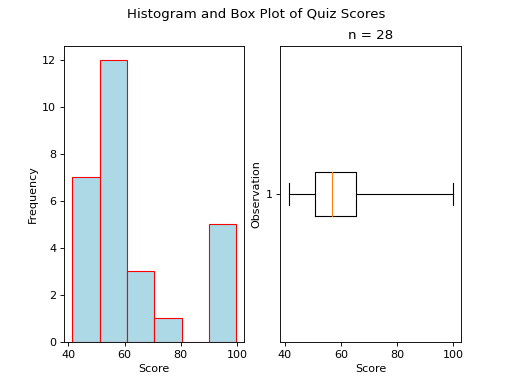 Histogram and Box Plot of Quiz Scores
n = 28
12
10
8
6
4
2
0
Frequency
40
60
80
100
Score
Observation
1
40
60
80
100
Score